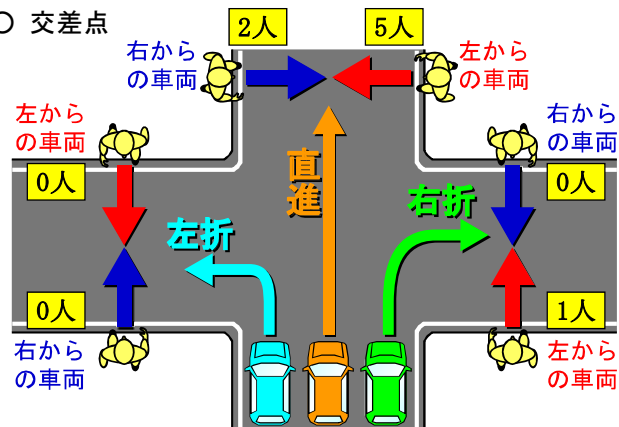 ○ 交差点
2人
5人
右から
の車両
左から
の車両
左から
の車両
右から
の車両
0人
0人
直進
右折
左折
0人
1人
右から
の車両
左から
の車両